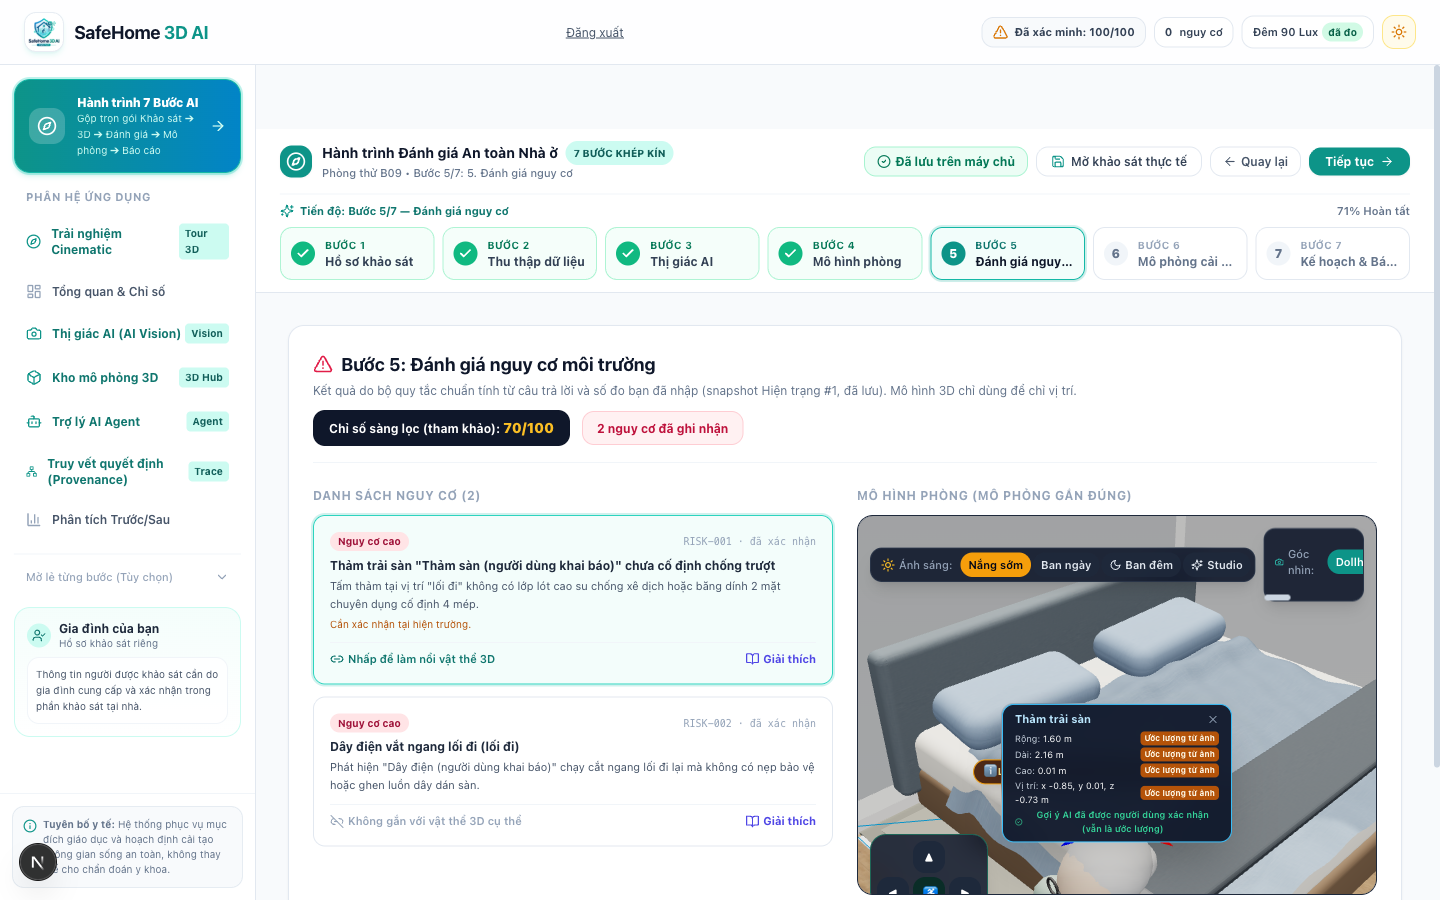 SafeHome 3D AI
Đăng xuất
Đã xác minh: 100/100
0 nguy cơ
Đêm 90 Lux đã đo
Hành trình 7 Bước AI
Gộp trọn gói Khảo sát ➔
3D ➔ Đánh giá ➔ Mô
phỏng ➔ Báo cáo
PHÂN HỆ ỨNG DỤNG
Trải nghiệm
Cinematic
Tour
3D
Tổng quan & Chỉ số
Thị giác AI (AI Vision) Vision
Kho mô phỏng 3D 3D Hub
Trợ lý AI Agent Agent
Truy vết quyết định
(Provenance)
Trace
Phân tích Trước/Sau
Mở lẻ từng bước (Tùy chọn)
Gia đình của bạn
Hồ sơ khảo sát riêng
Thông tin người được khảo sát cần do
gia đình cung cấp và xác nhận trong
phần khảo sát tại nhà.
Tuyên bố y tế: Hệ thống phục vụ mục
đích giáo dục và hoạch định cải tạo
không gian sống an toàn, không thay
cho chẩn đoán y khoa.
N
Hành trình Đánh giá An toàn Nhà ở 7 BƯỚC KHÉP KÍN
Phòng thử B09 • Bước 5/7: 5. Đánh giá nguy cơ
Đã lưu trên máy chủ
Mở khảo sát thực tế
← Quay lại
Tiếp tục →
Tiến độ: Bước 5/7 — Đánh giá nguy cơ
71% Hoàn tất
BƯỚC 1
Hồ sơ khảo sát
BƯỚC 2
Thu thập dữ liệu
BƯỚC 3
Thị giác AI
BƯỚC 4
Mô hình phòng
5
BƯỚC 5
Đánh giá nguy...
6
BƯỚC 6
Mô phỏng cải ...
7
BƯỚC 7
Kế hoạch & Bá...
Bước 5: Đánh giá nguy cơ môi trường
Kết quả do bộ quy tắc chuẩn tính từ câu trả lời và số đo bạn đã nhập (snapshot Hiện trạng #1, đã lưu). Mô hình 3D chỉ dùng để chỉ vị trí.
Chỉ số sàng lọc (tham khảo): 70/100
2 nguy cơ đã ghi nhận
DANH SÁCH NGUY CƠ (2)
Nguy cơ cao
RISK-001 · đã xác nhận
Thảm trải sàn "Thảm sàn (người dùng khai báo)" chưa cố định chống trượt
Tấm thảm tại vị trí "lối đi" không có lớp lót cao su chống xê dịch hoặc băng dính 2 mặt
chuyên dụng cố định 4 mép.
Cần xác nhận tại hiện trường.
Nhấp để làm nổi vật thể 3D
Giải thích
Nguy cơ cao
RISK-002 · đã xác nhận
Dây điện vắt ngang lối đi (lối đi)
Phát hiện "Dây điện (người dùng khai báo)" chạy cắt ngang lối đi lại mà không có nẹp bảo vệ
hoặc ghen luồn dây dán sàn.
Không gắn với vật thể 3D cụ thể
Giải thích
MÔ HÌNH PHÒNG (MÔ PHỎNG GẦN ĐÚNG)
Ánh sáng: Nắng sớm Ban ngày Ban đêm Studio
Góc
nhìn:
Dollh
Thảm trải sàn
Rộng: 1.60 m Ước lượng từ ảnh
Dài: 2.16 m Ước lượng từ ảnh
Cao: 0.01 m Ước lượng từ ảnh
Vị trí: x -0.85, y 0.01, z
-0.73 m
Ước lượng từ ảnh
Gợi ý AI đã được người dùng xác nhận
(vẫn là ước lượng)